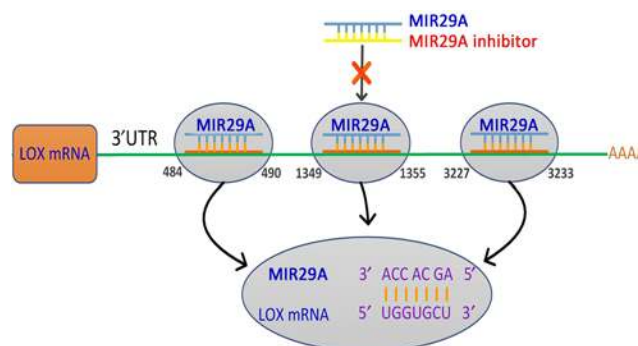 MIR29A
MIR29A inhibitor
MIR29A
MIR29A
MIR29A
LOX mRNA
3′UTR
AAA
484
490
1349
1355
3227
3233
MIR29A 3′ ACC AC GA 5′
LOX mRNA 5′ UGGUGCU 3′